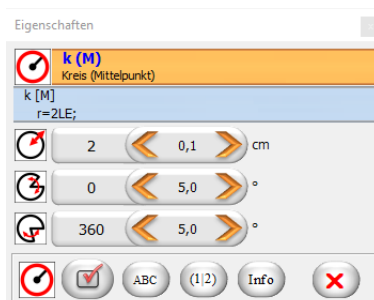 Eigenschaften
k (M)
Kreis (Mittelpunkt)
k [M]
r=2LE;
2 0,1 cm
0 5,0 °
360 5,0 °
ABC (1|2) Info